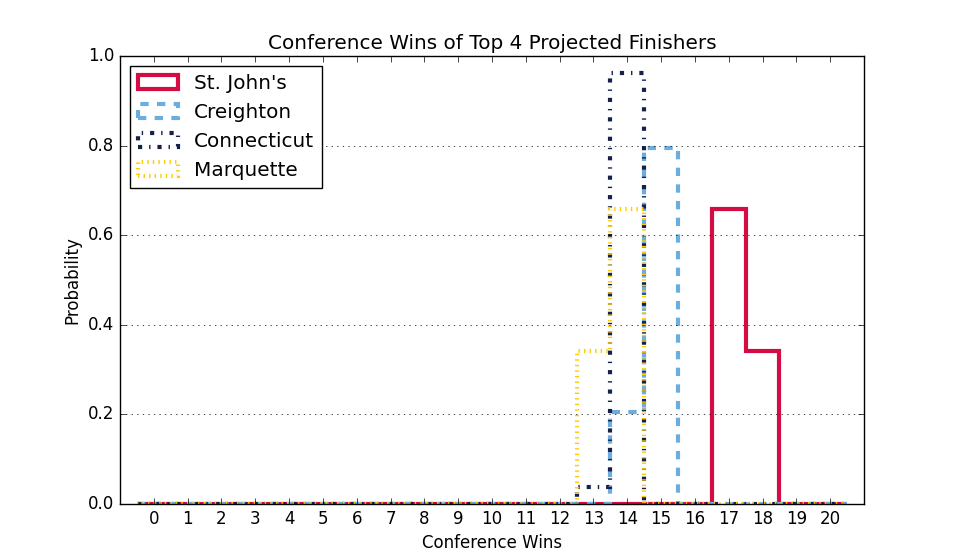 Conference Wins of Top 4 Projected Finishers
1.0
0.8
0.6
0.4
0.2
0.0
Probability
St. John's
Creighton
Connecticut
Marquette
0 1 2 3 4 5 6 7 8 9 10 11 12 13 14 15 16 17 18 19 20
Conference Wins